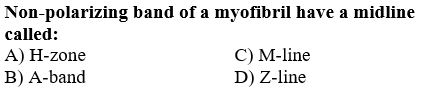 Non-polarizing band of a myofibril have a midline
called:
A) H-zone C) M-line
B) A-band D) Z-line